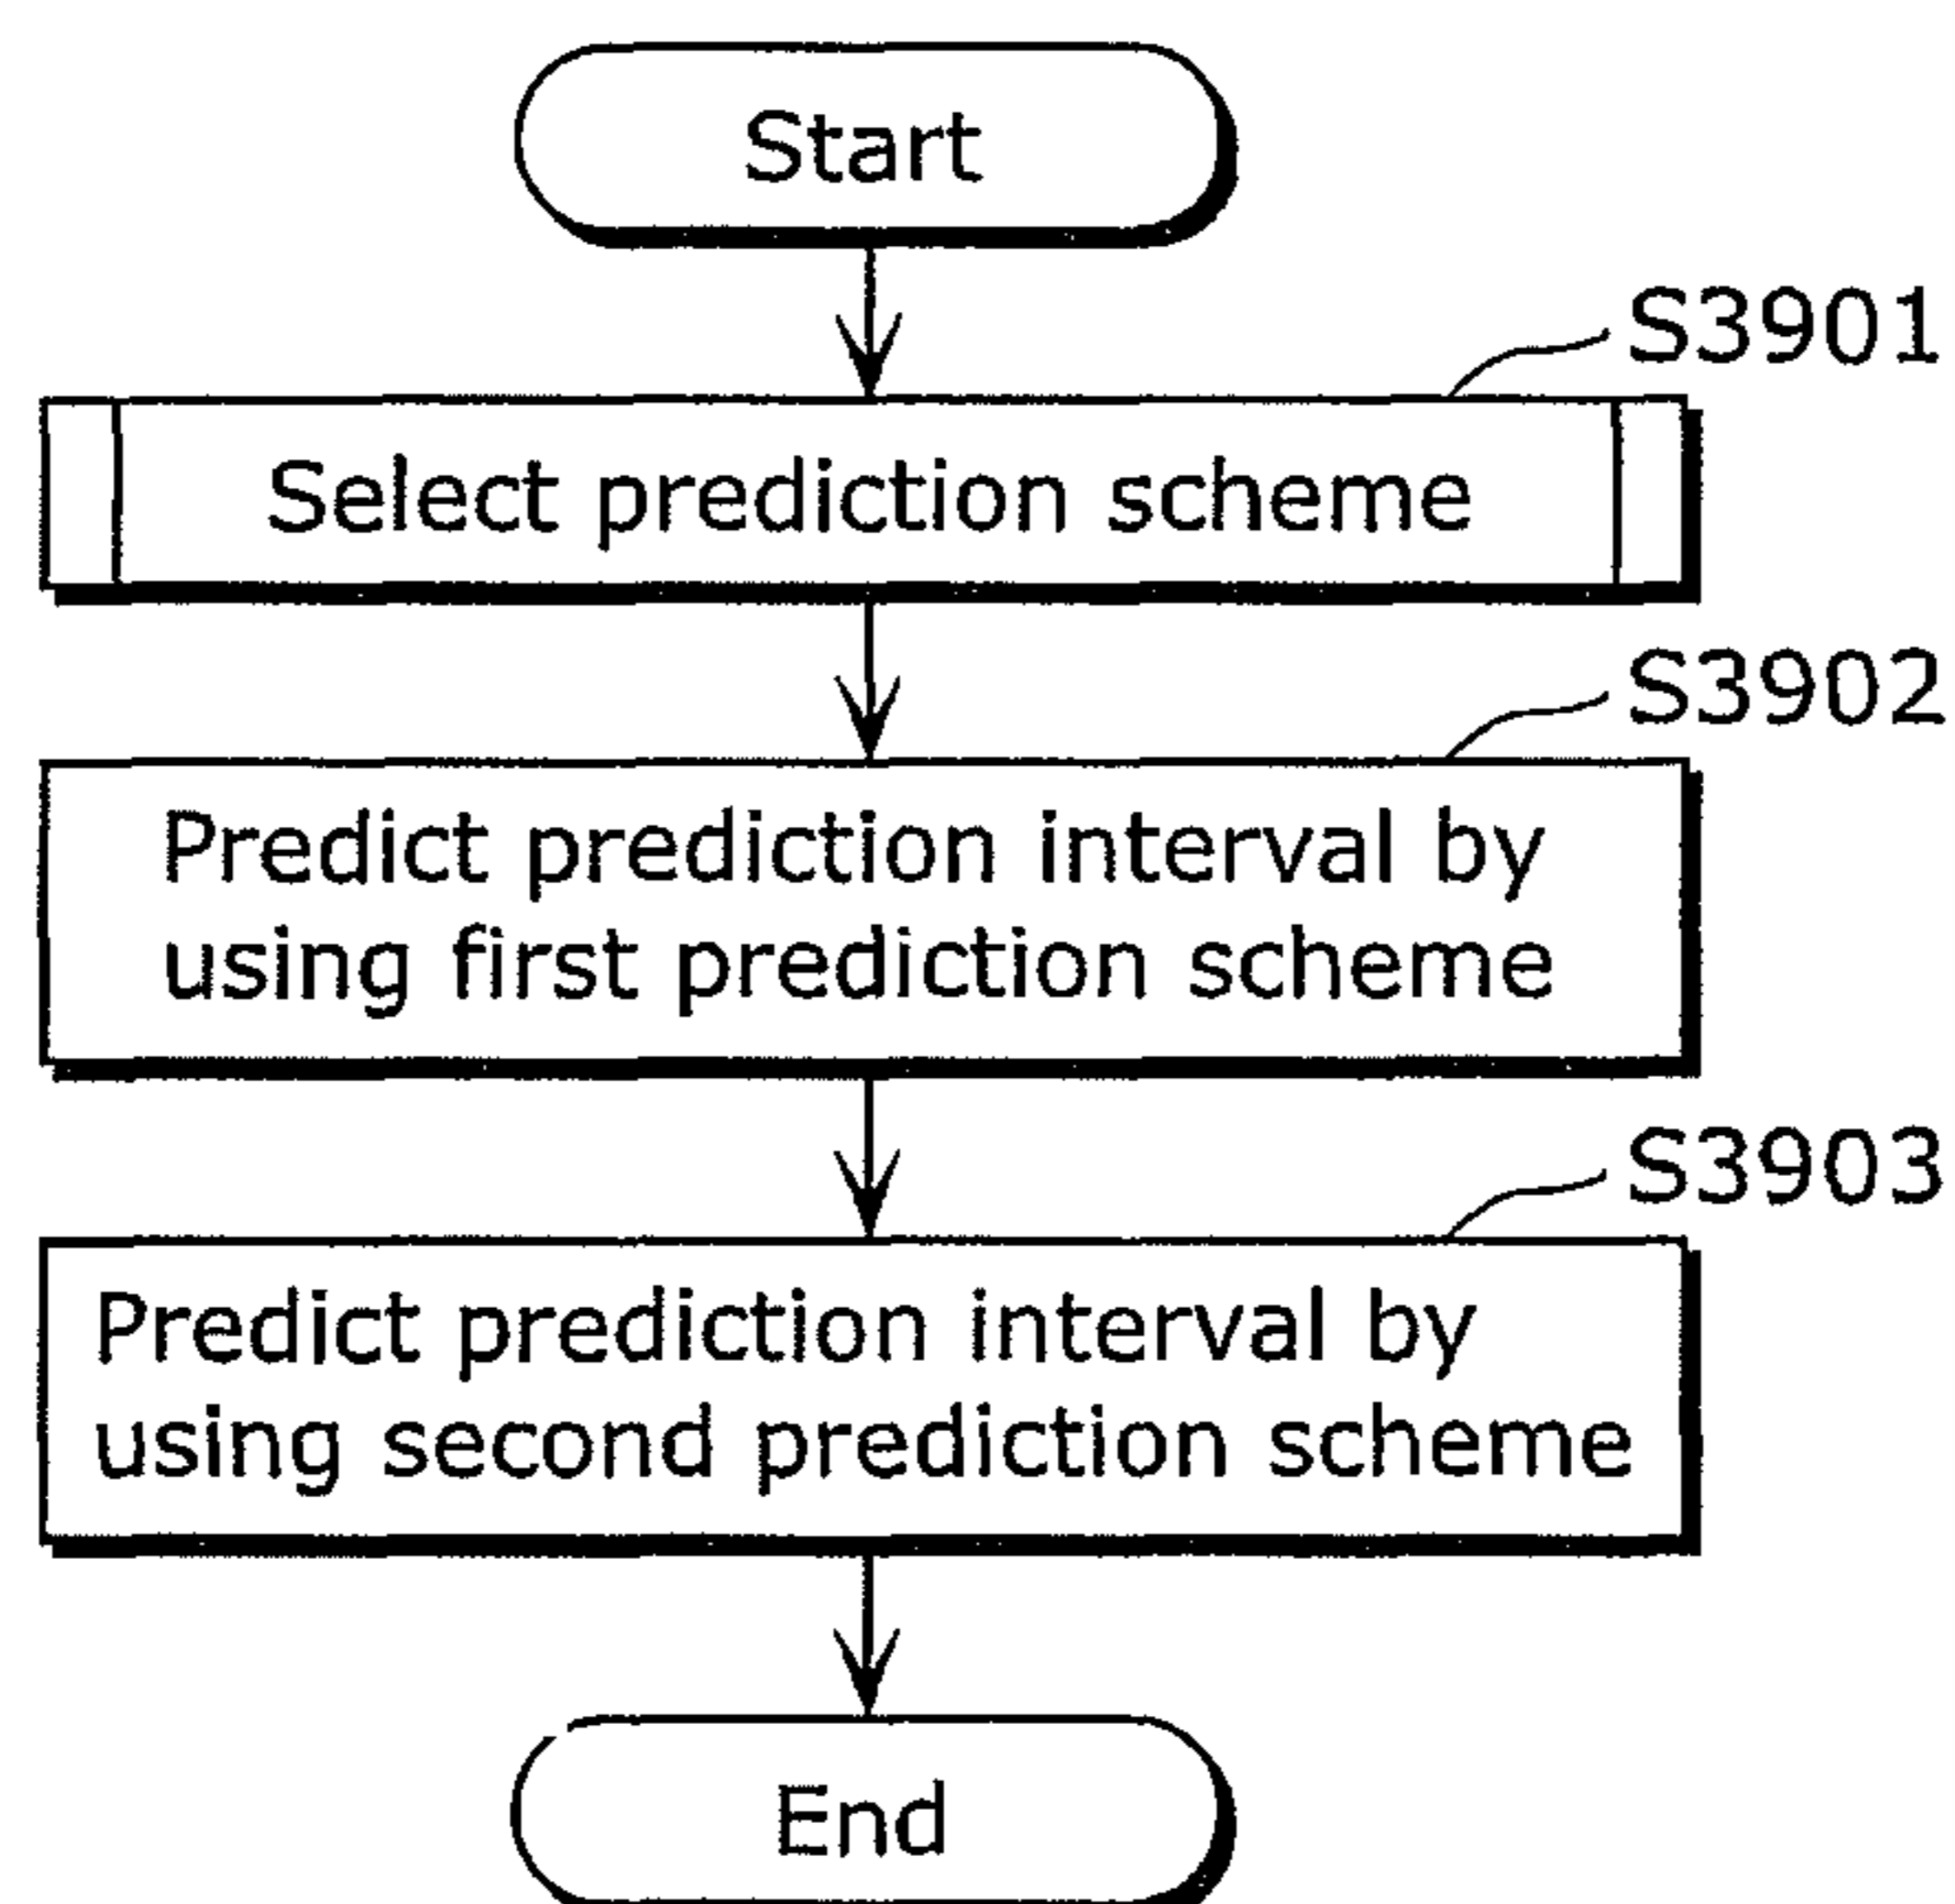 Start
S3901
Select prediction scheme
S3902
Predict prediction interval by
using first prediction scheme
S3903
Predict prediction interval by
using second prediction scheme
End